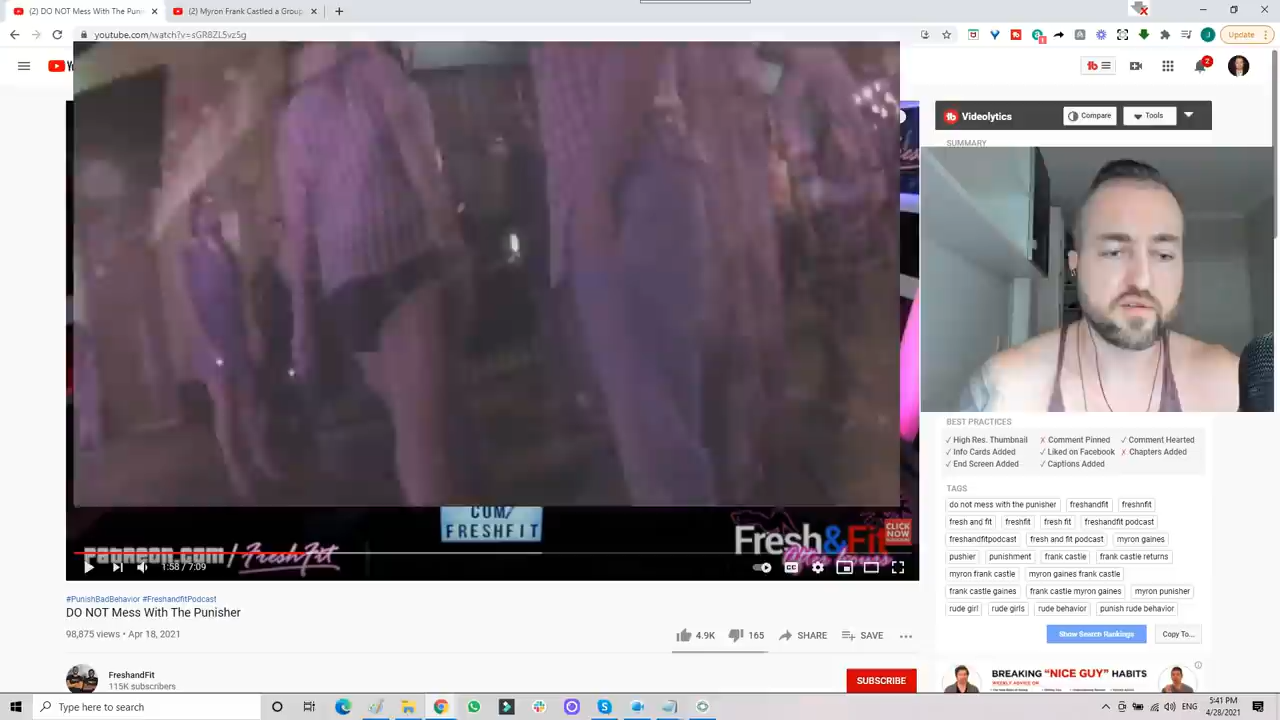 (2) DO NOT Mess With The Pun
(2) Myron Frank Castled a Group
youtube.com/watch?v=sGR8ZL5vz5g
1
Update
J
2
Videolytics
Compare
Tools
SUMMARY
COM/
FRESHFIT
Fresh&Fit
CLICK
NOW
patreon.com/FreshFit
1:58 / 7:09
BEST PRACTICES
✓ High Res. Thumbnail ✗ Comment Pinned ✓ Comment Hearted
✓ Info Cards Added ✓ Liked on Facebook ✗ Chapters Added
✓ End Screen Added ✓ Captions Added
TAGS
do not mess with the punisher freshandfit freshnfit
fresh and fit freshfit fresh fit freshandfit podcast
freshandfitpodcast fresh and fit podcast myron gaines
pushier punishment frank castle frank castle returns
myron frank castle myron gaines frank castle
frank castle gaines frank castle myron gaines myron punisher
rude girl rude girls rude behavior punish rude behavior
Show Search Rankings Copy To...
#PunishBadBehavior #FreshandfitPodcast
DO NOT Mess With The Punisher
98,875 views • Apr 18, 2021
4.9K 165 SHARE SAVE
FreshandFit
115K subscribers
SUBSCRIBE
BREAKING "NICE GUY" HABITS
WEEKLY ADVICE ON
Type here to search
ENG
5:41 PM
4/28/2021